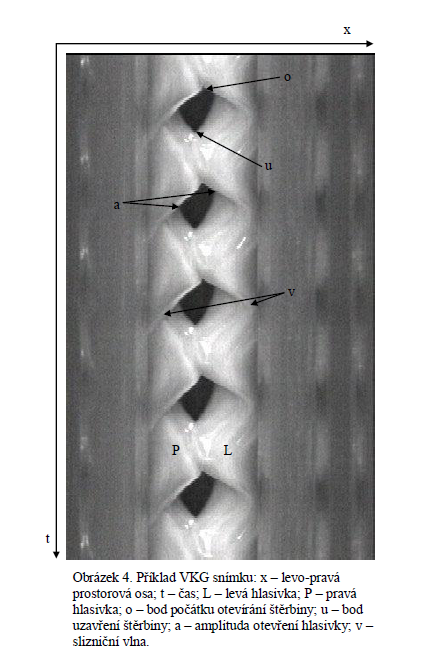 x
o
u
a
v
P
L
t
Obrázek 4. Příklad VKG snímku: x – levo-pravá
prostorová osa; t – čas; L – levá hlasivka; P – pravá
hlasivka; o – bod počátku otevírání štěrbiny; u – bod
uzavření štěrbiny; a – amplituda otevření hlasivky; v –
slizniční vlna.